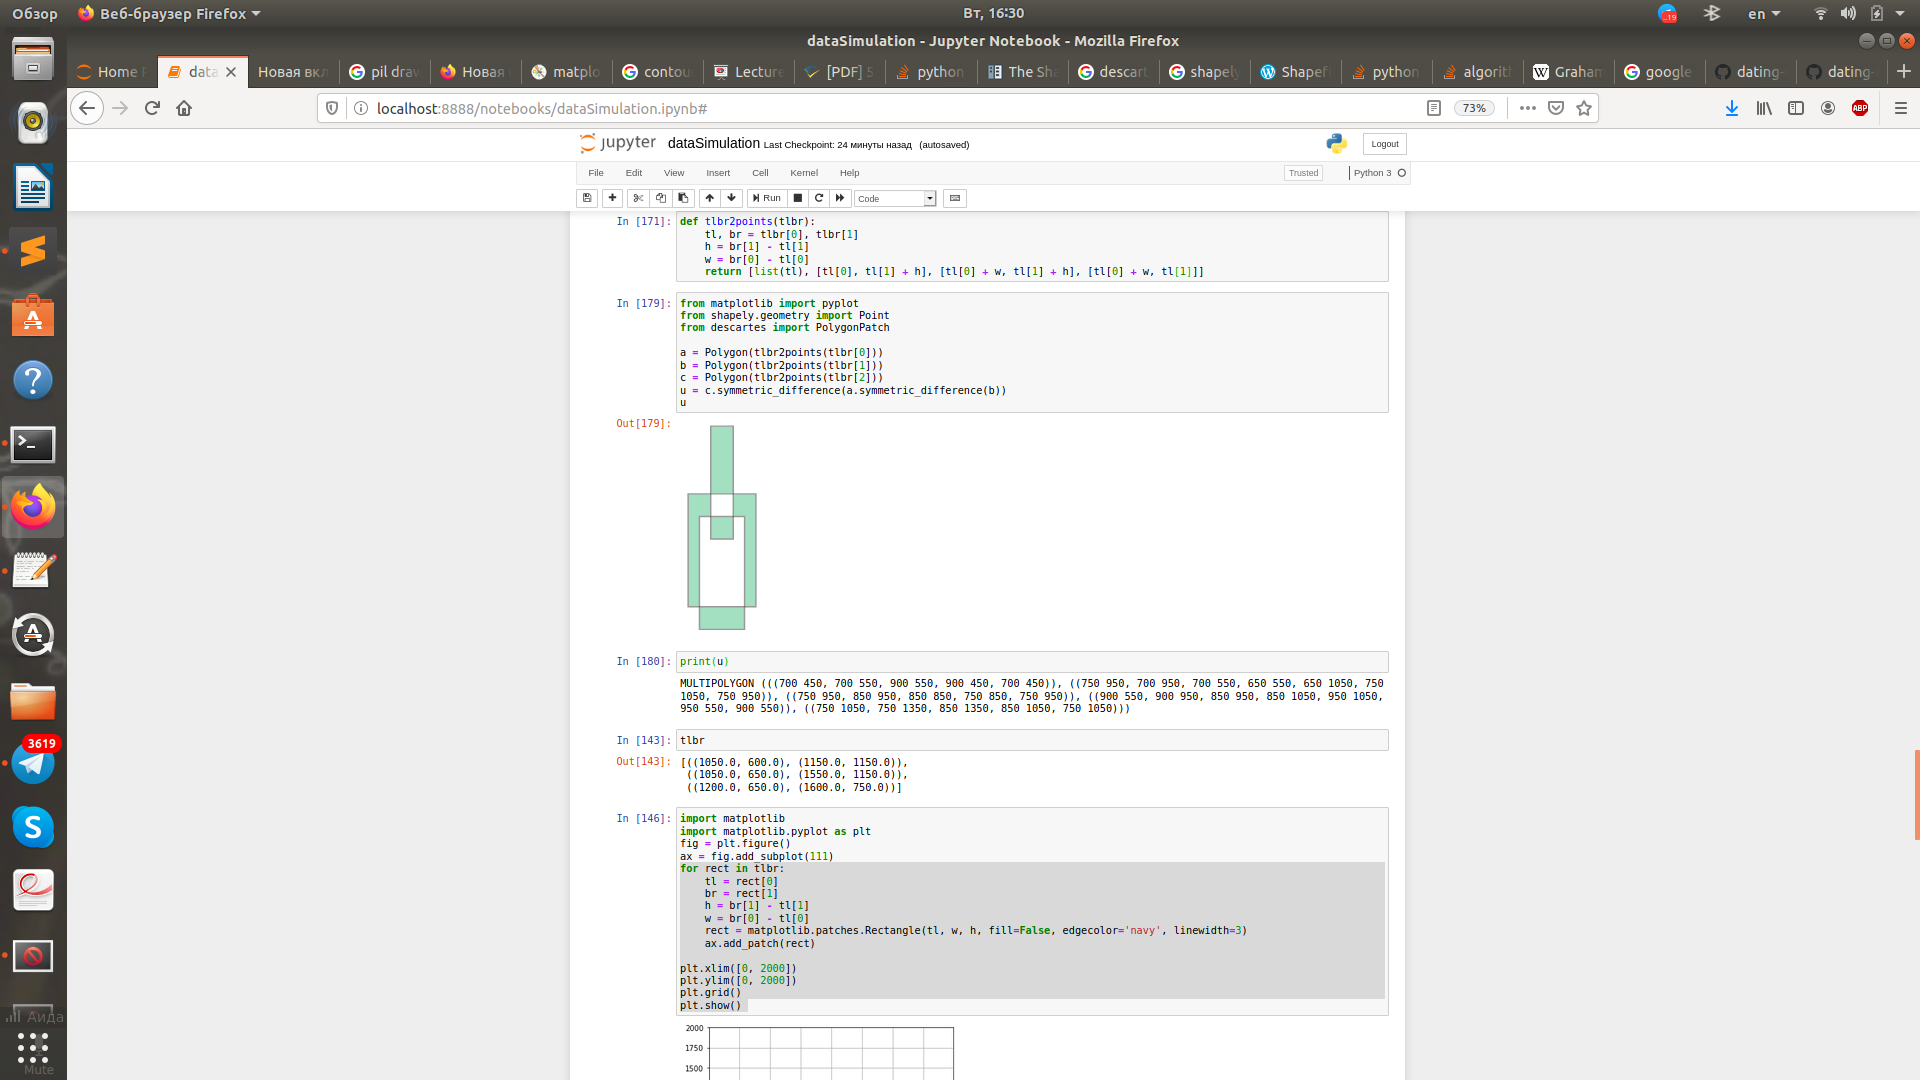 Обзор Веб-браузер Firefox Вт, 16:30 19 en
dataSimulation - Jupyter Notebook - Mozilla Firefox
Home data Новая вкл pil draw Новая matplo contou Lecture [PDF] S python The Sha descart shapely Shapef python algorit Graham google dating- dating-
localhost:8888/notebooks/dataSimulation.ipynb# 73% ABP
jupyter dataSimulation Last Checkpoint: 24 минуты назад (autosaved) Logout
File Edit View Insert Cell Kernel Help Trusted Python 3
Run Code
In [171]: def tlbr2points(tlbr):
tl, br = tlbr[0], tlbr[1]
h = br[1] - tl[1]
w = br[0] - tl[0]
return [list(tl), [tl[0], tl[1] + h], [tl[0] + w, tl[1] + h], [tl[0] + w, tl[1]]]
In [179]: from matplotlib import pyplot
from shapely.geometry import Point
from descartes import PolygonPatch
a = Polygon(tlbr2points(tlbr[0]))
b = Polygon(tlbr2points(tlbr[1]))
c = Polygon(tlbr2points(tlbr[2]))
u = c.symmetric_difference(a.symmetric_difference(b))
u
Out[179]:
In [180]: print(u)
MULTIPOLYGON (((700 450, 700 550, 900 550, 900 450, 700 450)), ((750 950, 700 950, 700 550, 650 550, 650 1050, 750
1050, 750 950)), ((750 950, 850 950, 850 850, 750 850, 750 950)), ((900 550, 900 950, 850 950, 850 1050, 950 1050,
950 550, 900 550)), ((750 1050, 750 1350, 850 1350, 850 1050, 750 1050)))
In [143]: tlbr
Out[143]: [((1050.0, 600.0), (1150.0, 1150.0)),
((1050.0, 650.0), (1550.0, 1150.0)),
((1200.0, 650.0), (1600.0, 750.0))]
In [146]: import matplotlib
import matplotlib.pyplot as plt
fig = plt.figure()
ax = fig.add_subplot(111)
for rect in tlbr:
tl = rect[0]
br = rect[1]
h = br[1] - tl[1]
w = br[0] - tl[0]
rect = matplotlib.patches.Rectangle(tl, w, h, fill=False, edgecolor='navy', linewidth=3)
ax.add_patch(rect)
plt.xlim([0, 2000])
plt.ylim([0, 2000])
plt.grid()
plt.show()
2000
1750
1500
3619
Аида
Mute